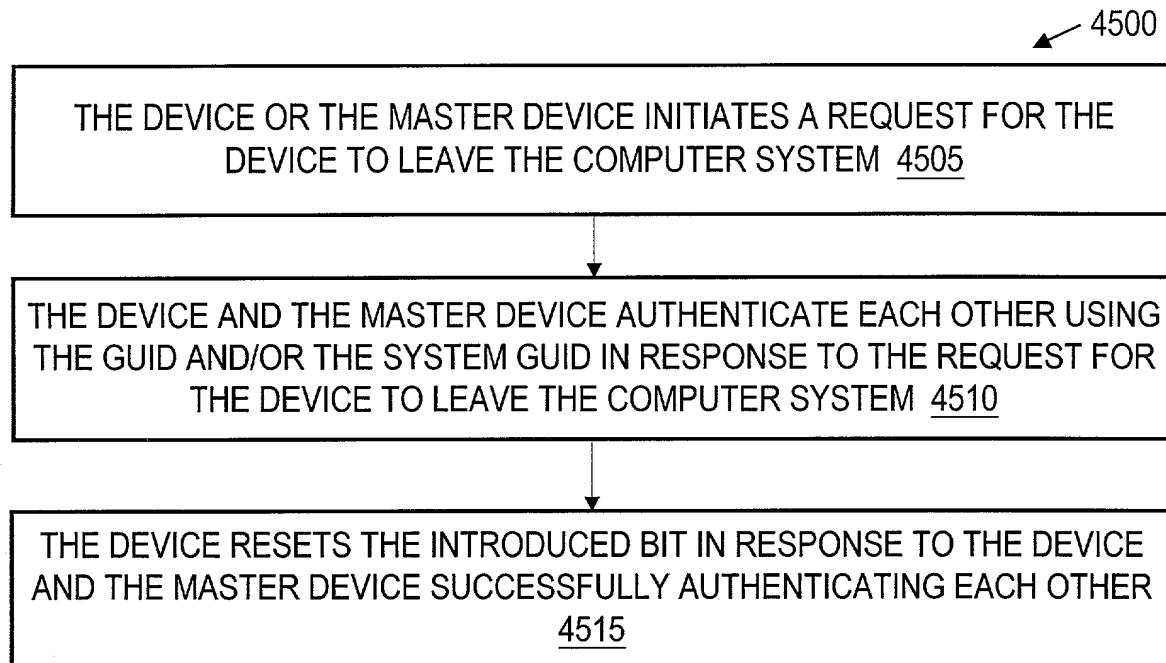 4500
THE DEVICE OR THE MASTER DEVICE INITIATES A REQUEST FOR THE
DEVICE TO LEAVE THE COMPUTER SYSTEM 4505
THE DEVICE AND THE MASTER DEVICE AUTHENTICATE EACH OTHER USING
THE GUID AND/OR THE SYSTEM GUID IN RESPONSE TO THE REQUEST FOR
THE DEVICE TO LEAVE THE COMPUTER SYSTEM 4510
THE DEVICE RESETS THE INTRODUCED BIT IN RESPONSE TO THE DEVICE
AND THE MASTER DEVICE SUCCESSFULLY AUTHENTICATING EACH OTHER
4515